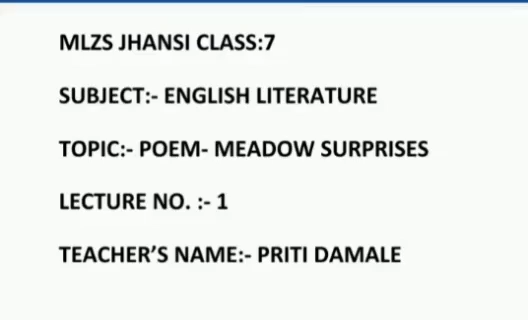 MLZS JHANSI CLASS:7
SUBJECT:- ENGLISH LITERATURE
TOPIC:- POEM- MEADOW SURPRISES
LECTURE NO. :- 1
TEACHER’S NAME:- PRITI DAMALE